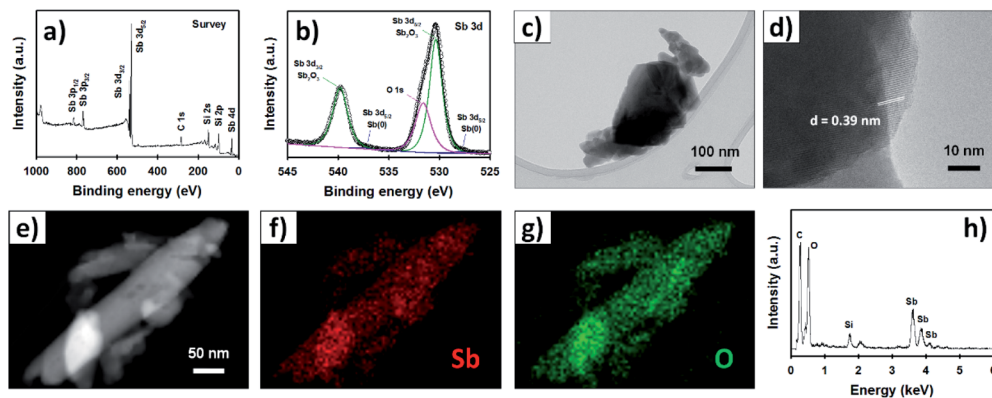 a)
Survey
Intensity (a.u.)
Sb 3p1/2
Sb 3p3/2
Sb 3d3/2
Sb 3d5/2
C 1s
Si 2s
Si 2p
Sb 4d
1000 800 600 400 200 0
Binding energy (eV)
b)
Sb 3d
Intensity (a.u.)
Sb 3d5/2
Sb2O3
Sb 3d3/2
Sb2O3
O 1s
Sb 3d5/2
Sb(0)
Sb 3d5/2
Sb(0)
545 540 535 530 525
Binding energy (eV)
c)
100 nm
d)
d = 0.39 nm
10 nm
e)
50 nm
f)
Sb
g)
O
h)
Intensity (a.u.)
C
O
Si
Sb
Sb
Sb
0 1 2 3 4 5 6
Energy (keV)